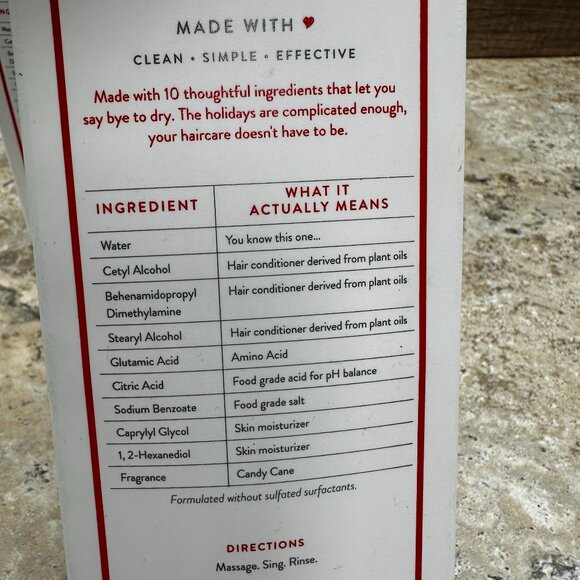 MADE WITH
CLEAN • SIMPLE • EFFECTIVE
Made with 10 thoughtful ingredients that let you
say bye to dry. The holidays are complicated enough,
your haircare doesn't have to be.
INGREDIENT
WHAT IT
ACTUALLY MEANS
Water
You know this one...
Cetyl Alcohol
Hair conditioner derived from plant oils
Behenamidopropyl
Dimethylamine
Hair conditioner derived from plant oils
Stearyl Alcohol
Hair conditioner derived from plant oils
Glutamic Acid
Amino Acid
Citric Acid
Food grade acid for pH balance
Sodium Benzoate
Food grade salt
Caprylyl Glycol
Skin moisturizer
1, 2-Hexanediol
Skin moisturizer
Fragrance
Candy Cane
Formulated without sulfated surfactants.
DIRECTIONS
Massage. Sing. Rinse.